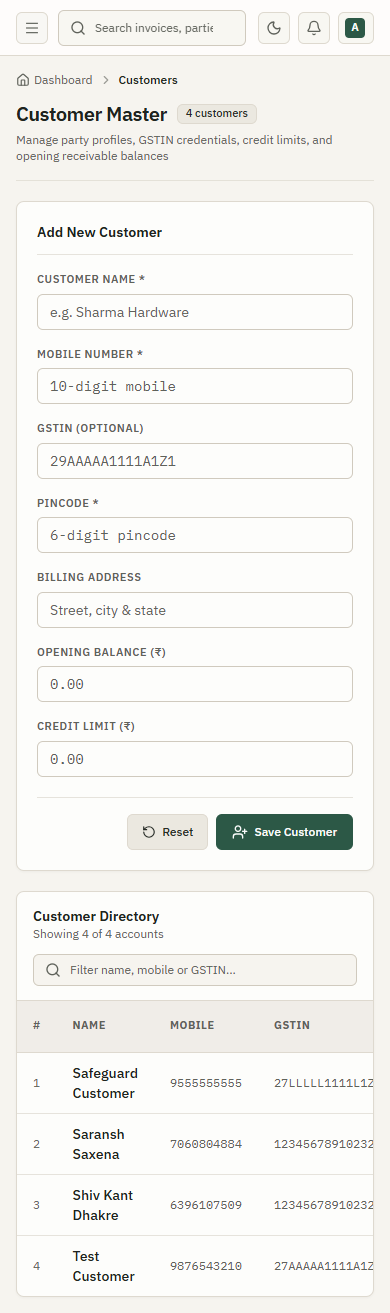 Search invoices, partie
A
Dashboard > Customers
Customer Master 4 customers
Manage party profiles, GSTIN credentials, credit limits, and
opening receivable balances
Add New Customer
CUSTOMER NAME *
e.g. Sharma Hardware
MOBILE NUMBER *
10-digit mobile
GSTIN (OPTIONAL)
29AAAAA1111A1Z1
PINCODE *
6-digit pincode
BILLING ADDRESS
Street, city & state
OPENING BALANCE (₹)
0.00
CREDIT LIMIT (₹)
0.00
Reset Save Customer
Customer Directory
Showing 4 of 4 accounts
Filter name, mobile or GSTIN...
# NAME MOBILE GSTIN
1 Safeguard Customer 9555555555 27LLLLL1111L1Z
2 Saransh Saxena 7060804884 12345678910232
3 Shiv Kant Dhakre 6396107509 12345678910232
4 Test Customer 9876543210 27AAAAA1111A1Z